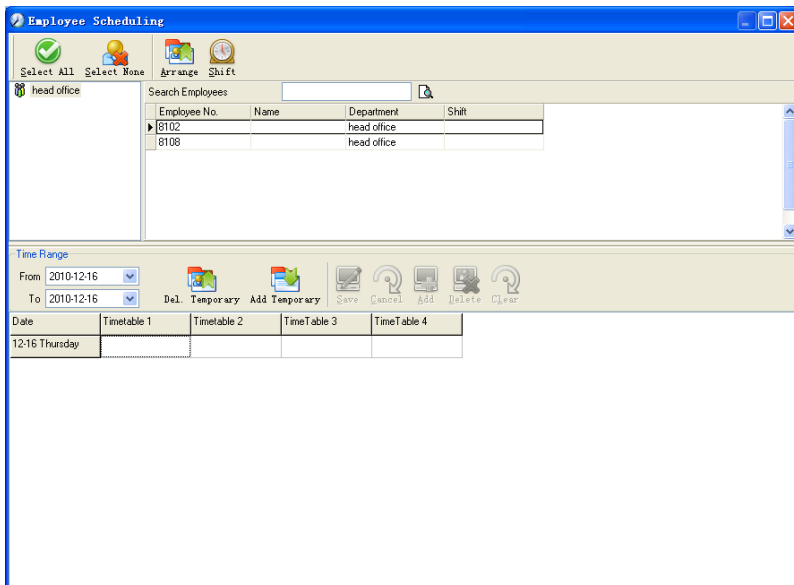 Employee Scheduling
Select All Select None Arrange Shift
head office
Search Employees
Employee No. Name Department Shift
8102 head office
8108 head office
Time Range
From 2010-12-16
To 2010-12-16
Del. Temporary Add Temporary Save Cancel Add Delete Clear
Date Timetable 1 Timetable 2 TimeTable 3 TimeTable 4
12-16 Thursday